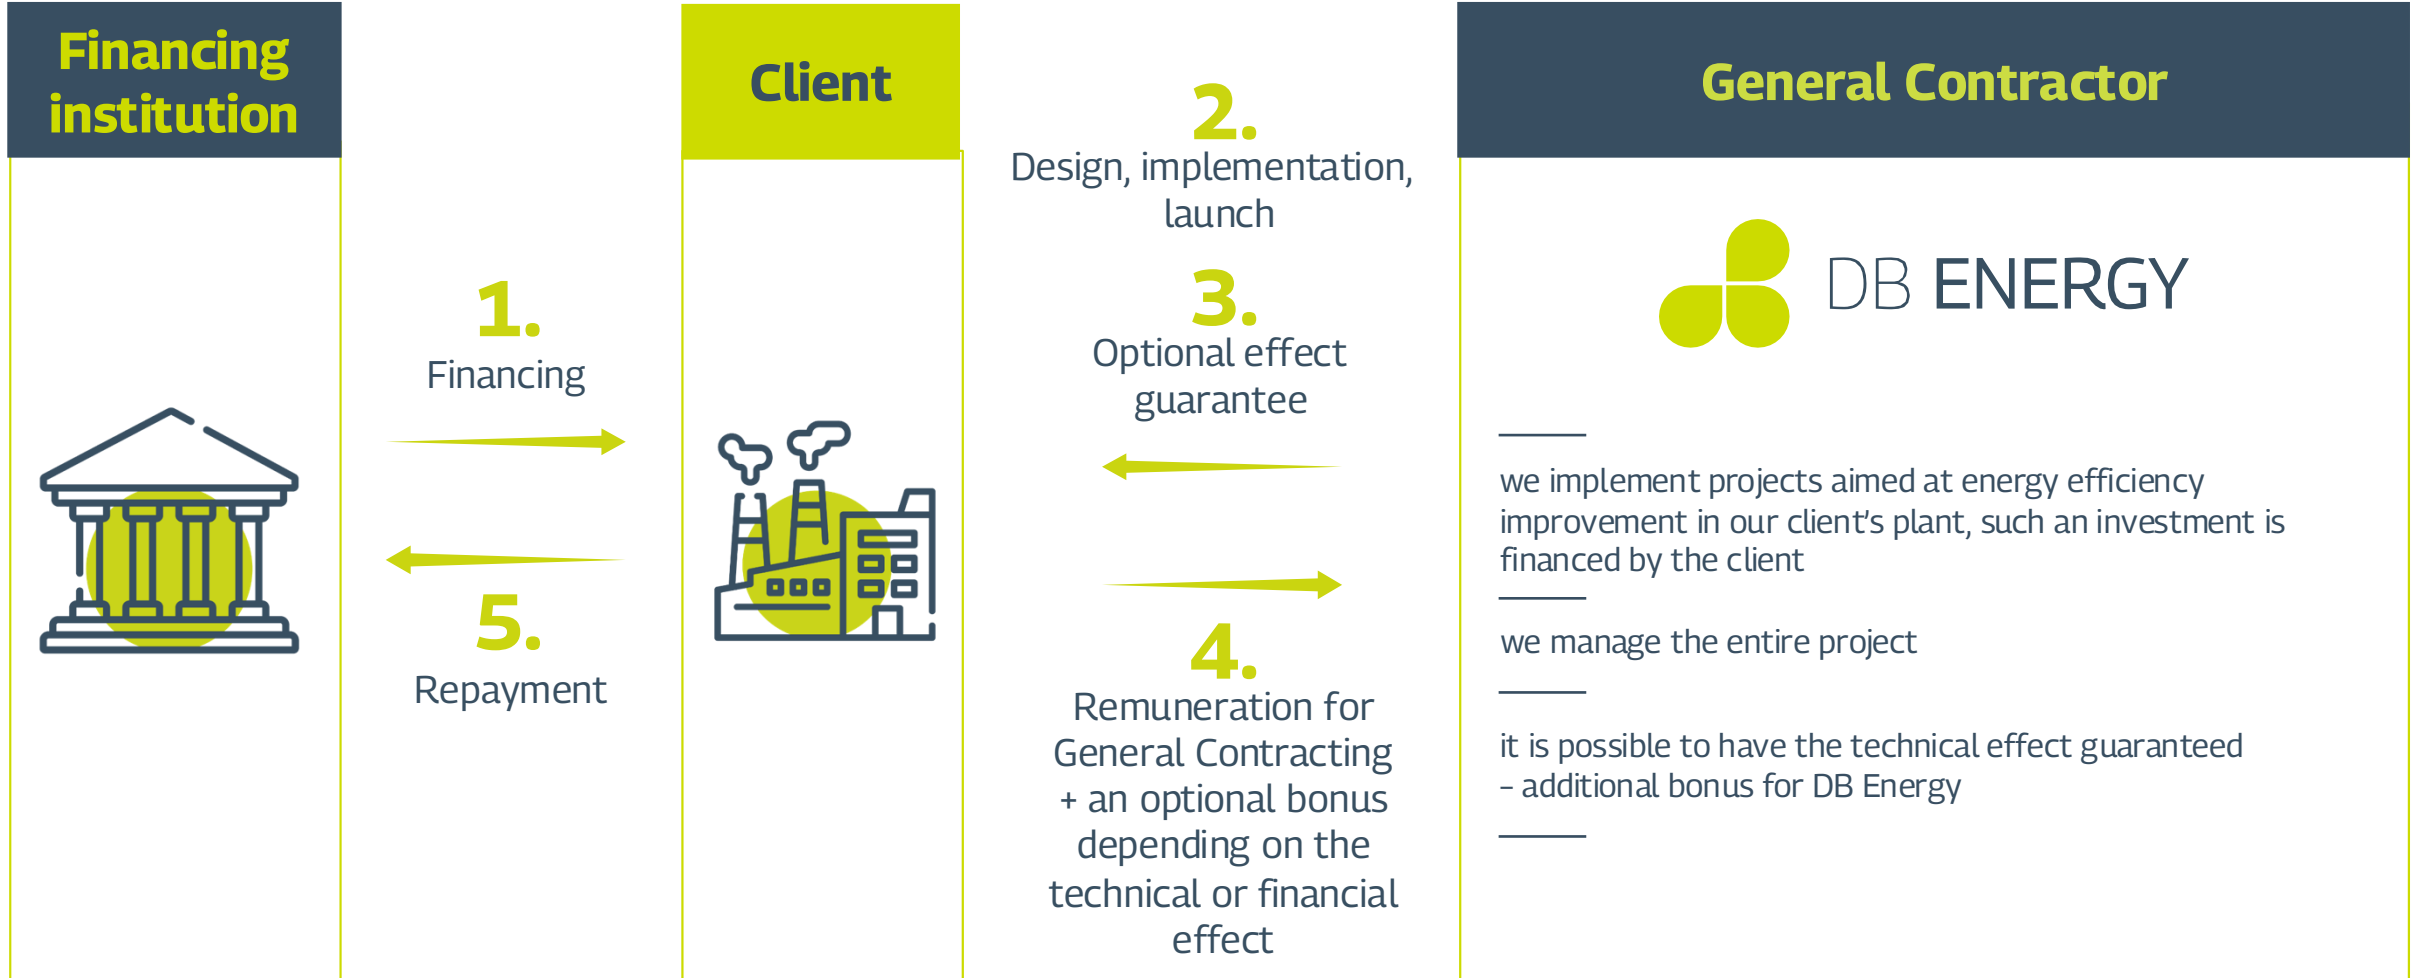 Financing
institution
1.
Financing
5.
Repayment
Client
2.
Design, implementation,
launch
3.
Optional effect
guarantee
4.
Remuneration for
General Contracting
+ an optional bonus
depending on the
technical or financial
effect
General Contractor
DB ENERGY
we implement projects aimed at energy efficiency
improvement in our client's plant, such an investment is
financed by the client
we manage the entire project
it is possible to have the technical effect guaranteed
– additional bonus for DB Energy